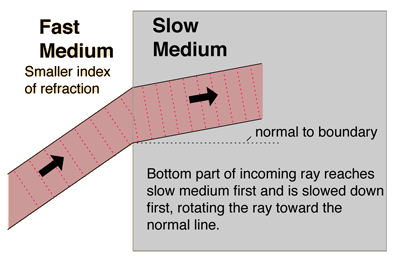 Fast
Medium
Smaller index
of refraction
Slow
Medium
normal to boundary
Bottom part of incoming ray reaches
slow medium first and is slowed down
first, rotating the ray toward the
normal line.